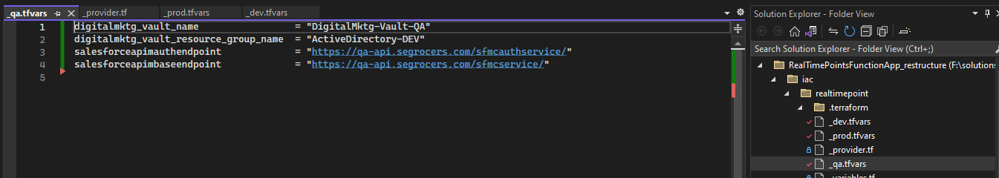 _qa.tfvars
_provider.tf
_prod.tfvars
_dev.tfvars
1 digitalmktg_vault_name = "DigitalMktg-Vault-QA"
2 digitalmktg_vault_resource_group_name = "ActiveDirectory-DEV"
3 salesforceapimauthendpoint = "https://qa-api.segrocers.com/sfmcauthservice/"
4 salesforceapimbaseendpoint = "https://qa-api.segrocers.com/sfmcservice/"
5
Solution Explorer - Folder View
Search Solution Explorer - Folder View (Ctrl+;)
RealTimePointsFunctionApp_restructure (F:\solutions
iac
realtimepoint
.terraform
_dev.tfvars
_prod.tfvars
_provider.tf
_qa.tfvars
_variables.tf